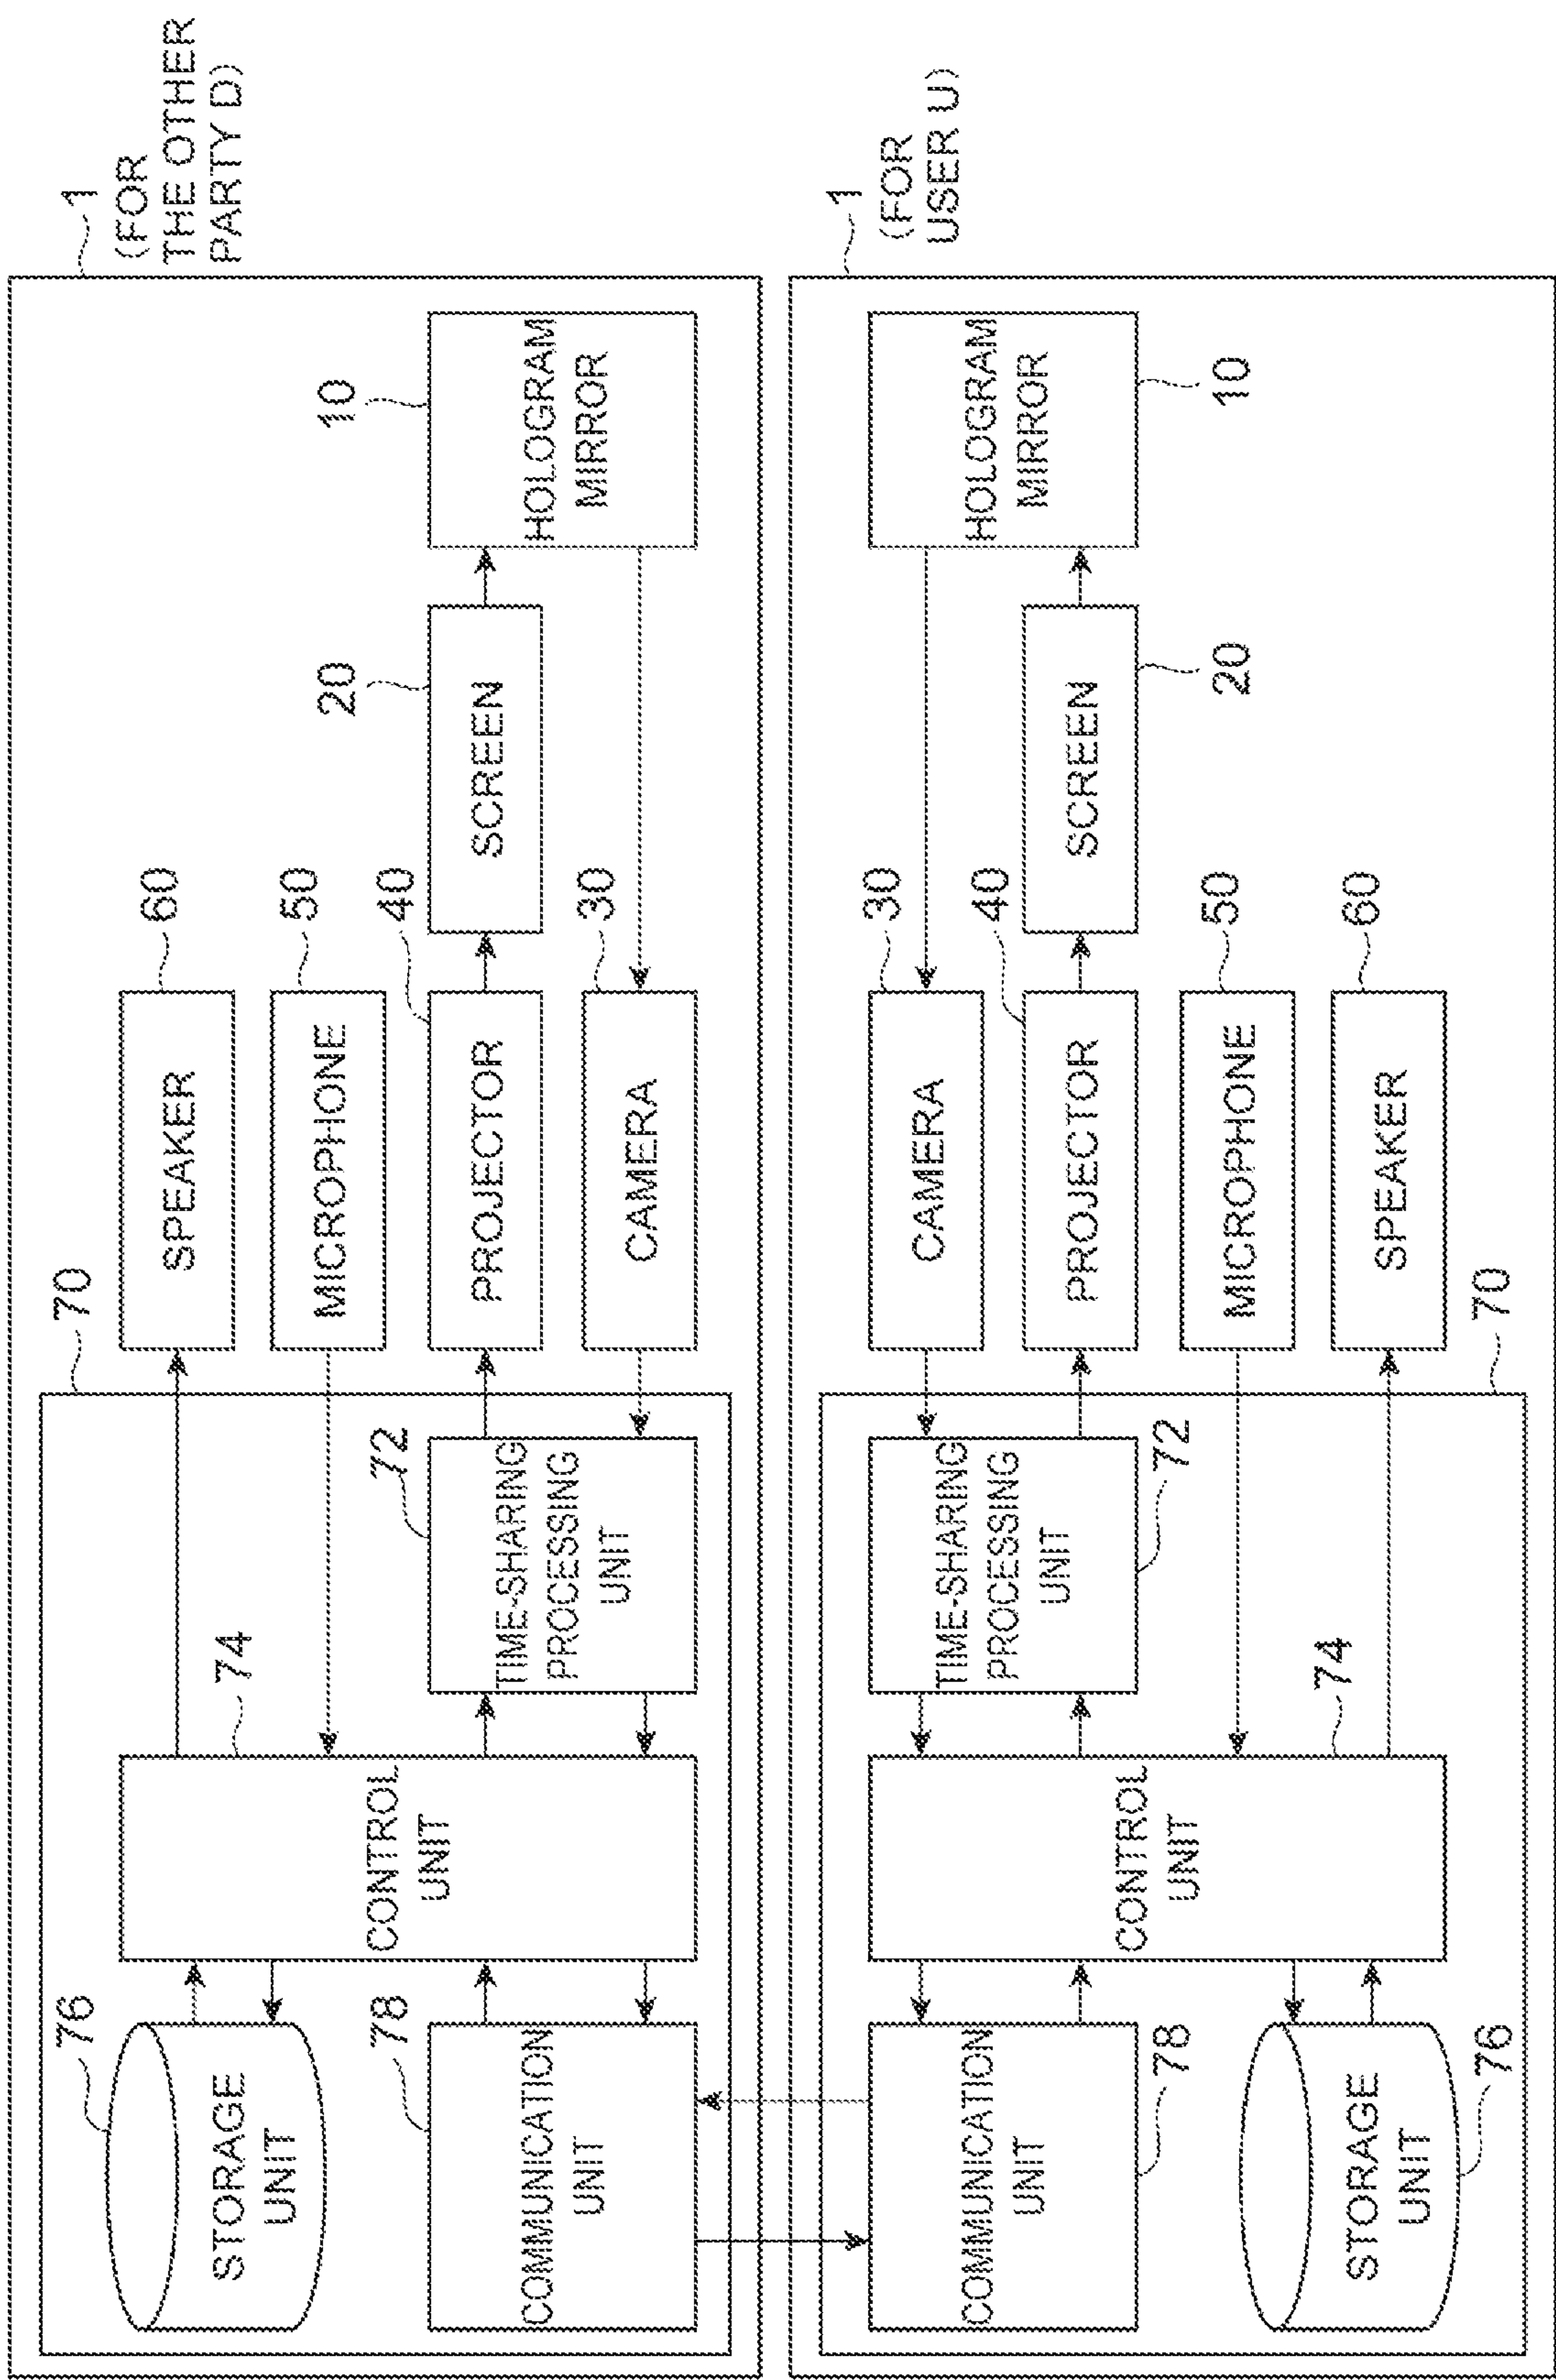 1
(FOR
THE OTHER
PARTY D)
70
76
STORAGE
UNIT
74
CONTROL
UNIT
60
SPEAKER
50
MICROPHONE
78
COMMUNICATION
UNIT
72
TIME-SHARING
PROCESSING
UNIT
40
PROJECTOR
30
CAMERA
20
SCREEN
10
HOLOGRAM
MIRROR
1
(FOR
USER U)
COMMUNICATION
UNIT
78
CONTROL
UNIT
74
TIME-SHARING
PROCESSING
UNIT
72
30
CAMERA
40
PROJECTOR
SCREEN
20
HOLOGRAM
MIRROR
10
50
MICROPHONE
60
SPEAKER
STORAGE
UNIT
76
70